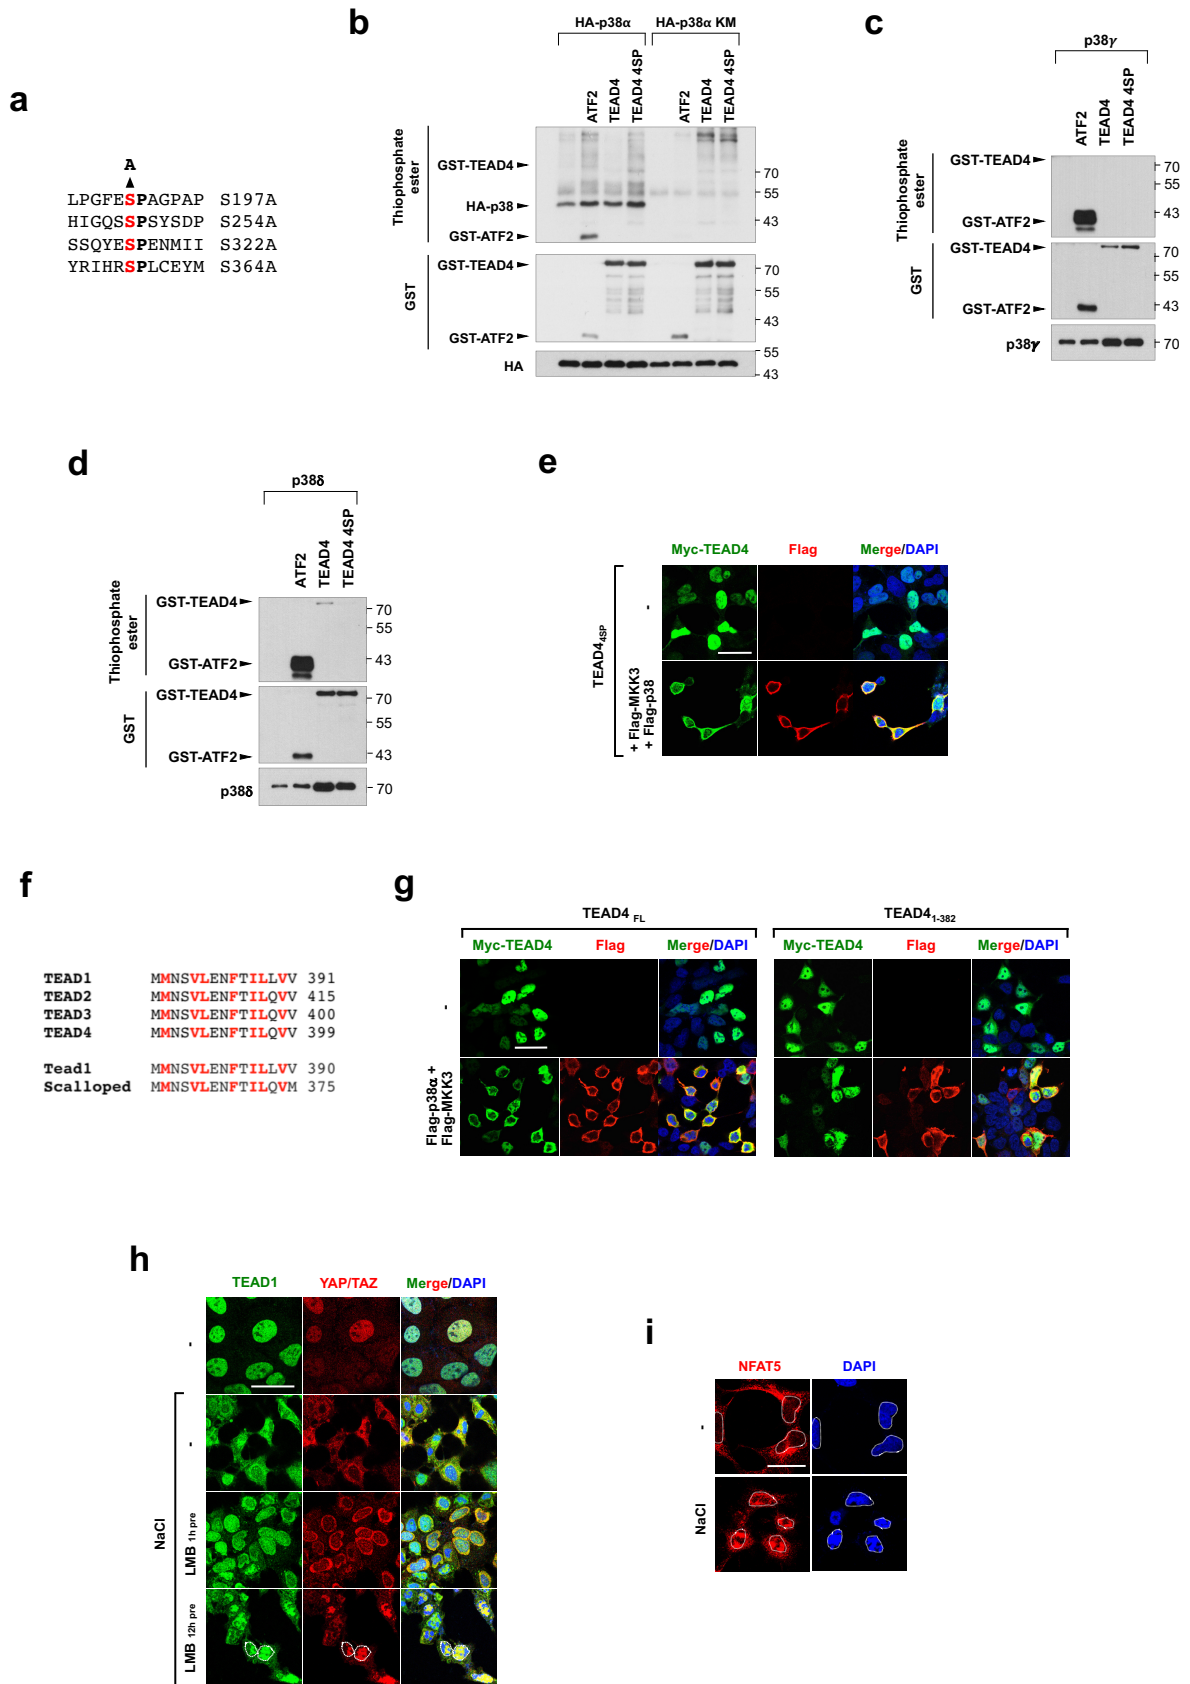 a
A
LPGFESPAGPAP S197A
HIGQSSPSYSDP S254A
SSQYESPENMII S322A
YRIHRSPLCEYM S364A
b
HA-p38α HA-p38α KM
ATF2 TEAD4 TEAD4 4SP ATF2 TEAD4 TEAD4 4SP
Thiophosphate ester
GST-TEAD4
HA-p38
GST-ATF2
70
55
43
GST
GST-TEAD4
GST-ATF2
70
55
43
HA
55
43
c
p38γ
ATF2 TEAD4 TEAD4 4SP
Thiophosphate ester
GST-TEAD4
GST-ATF2
70
55
43
GST
GST-TEAD4
GST-ATF2
70
55
43
p38γ
70
d
p38δ
ATF2 TEAD4 TEAD4 4SP
Thiophosphate ester
GST-TEAD4
GST-ATF2
70
55
43
GST
GST-TEAD4
GST-ATF2
70
55
43
p38δ
70
e
Myc-TEAD4 Flag Merge/DAPI
TEAD4 4SP
-
+ Flag-MKK3
+ Flag-p38
f
TEAD1 MMNSVLENFTILLVV 391
TEAD2 MMNSVLENFTILQVV 415
TEAD3 MMNSVLENFTILQVV 400
TEAD4 MMNSVLENFTILQVV 399
Tead1 MMNSVLENFTILLVV 390
Scalloped MMNSVLENFTILQVM 375
g
TEAD4 FL TEAD4 1-382
Myc-TEAD4 Flag Merge/DAPI Myc-TEAD4 Flag Merge/DAPI
-
Flag-p38α +
Flag-MKK3
h
TEAD1 YAP/TAZ Merge/DAPI
-
NaCl
-
LMB 1h pre
LMB 12h pre
i
NFAT5 DAPI
-
NaCl